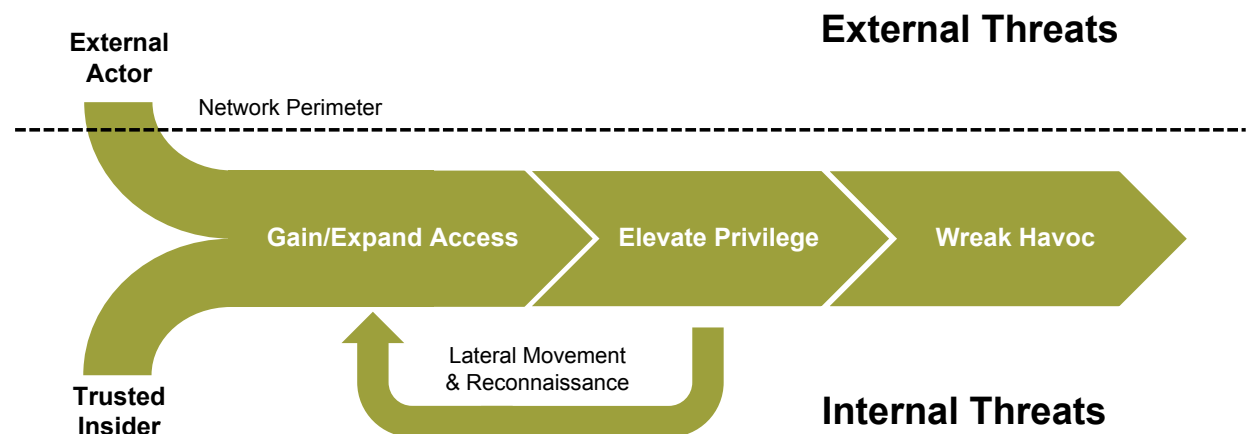 External Threats
External
Actor
Network Perimeter
Gain/Expand Access
Elevate Privilege
Wreak Havoc
Lateral Movement
& Reconnaissance
Trusted
Insider
Internal Threats